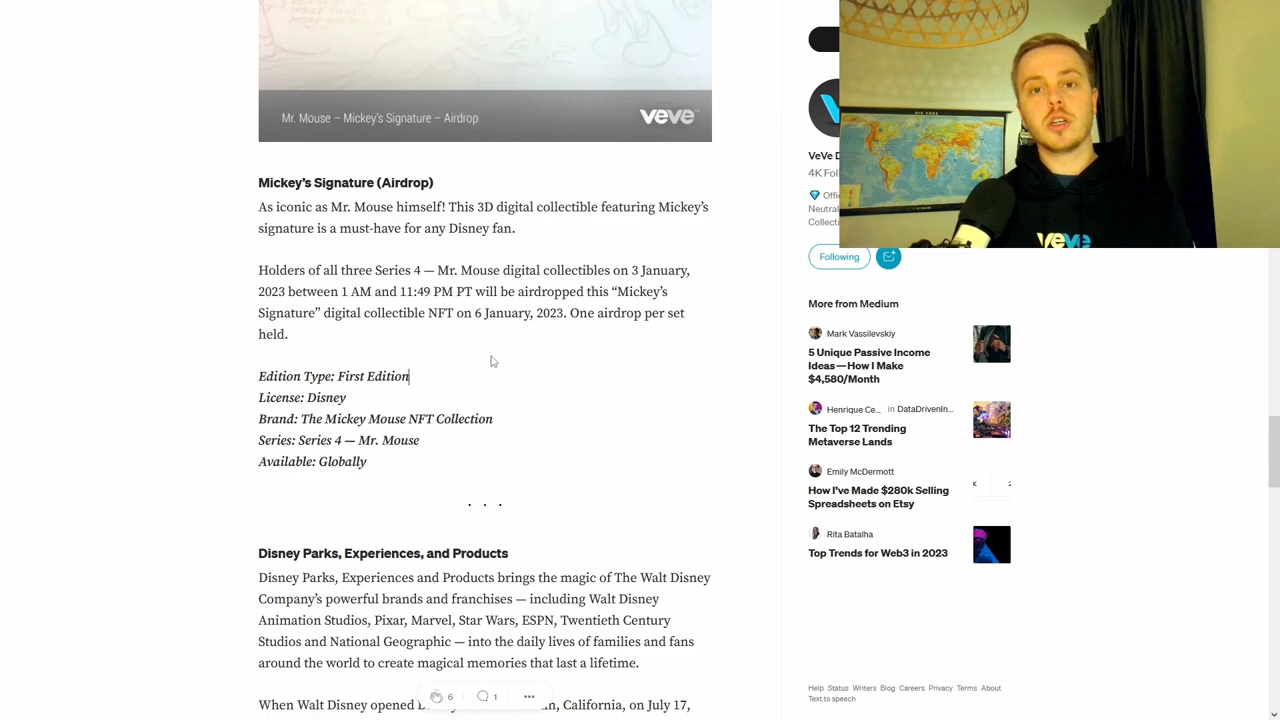 Mr. Mouse – Mickey's Signature – Airdrop
veve
Mickey's Signature (Airdrop)
As iconic as Mr. Mouse himself! This 3D digital collectible featuring Mickey's
signature is a must-have for any Disney fan.
Holders of all three Series 4 — Mr. Mouse digital collectibles on 3 January,
2023 between 1 AM and 11:49 PM PT will be airdropped this “Mickey's
Signature” digital collectible NFT on 6 January, 2023. One airdrop per set
held.
Edition Type: First Edition
License: Disney
Brand: The Mickey Mouse NFT Collection
Series: Series 4 — Mr. Mouse
Available: Globally
. . .
Disney Parks, Experiences, and Products
Disney Parks, Experiences and Products brings the magic of The Walt Disney
Company's powerful brands and franchises — including Walt Disney
Animation Studios, Pixar, Marvel, Star Wars, ESPN, Twentieth Century
Studios and National Geographic — into the daily lives of families and fans
around the world to create magical memories that last a lifetime.
6 1
When Walt Disney opened California, on July 17,
VeVe
4K
Following
More from Medium
Mark Vassilevskiy
5 Unique Passive Income
Ideas — How I Make
$4,580/Month
Henrique Ce... in DataDrivenIn...
The Top 12 Trending
Metaverse Lands
Emily McDermott
How I've Made $280k Selling
Spreadsheets on Etsy
Rita Batalha
Top Trends for Web3 in 2023
Help Status Writers Blog Careers Privacy Terms About
Text to speech
veve